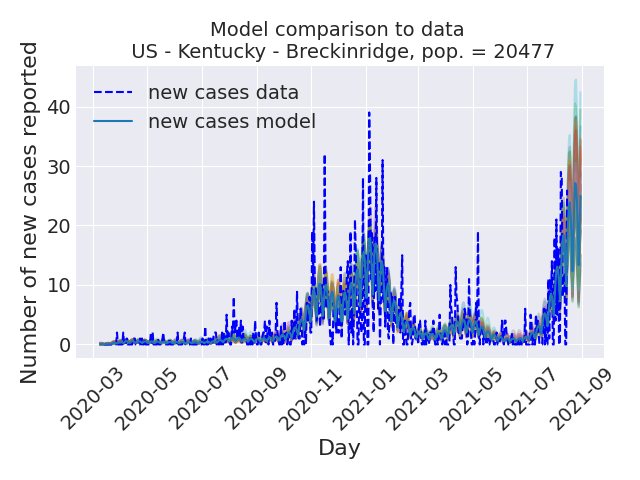 Model comparison to data
US - Kentucky - Breckinridge, pop. = 20477
Number of new cases reported
new cases data
new cases model
40
30
20
10
0
2020-03
2020-05
2020-07
2020-09
2020-11
2021-01
2021-03
2021-05
2021-07
2021-09
Day